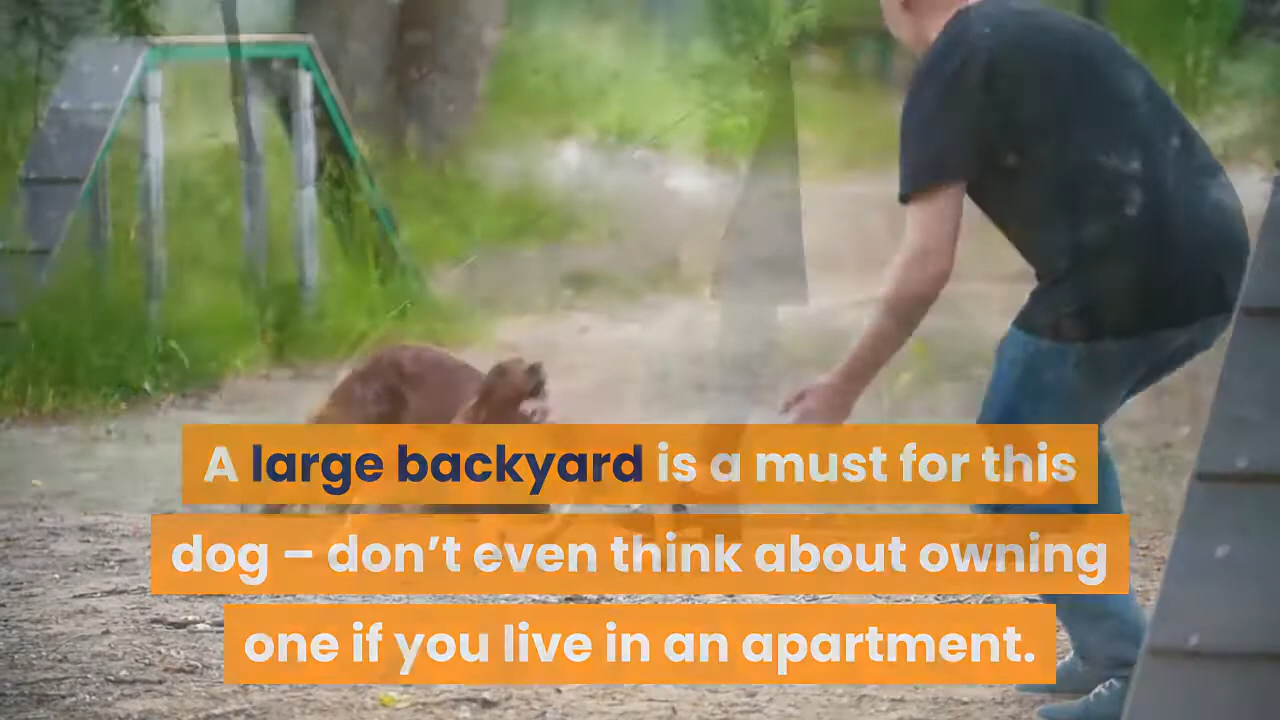 A large backyard is a must for this
dog – don’t even think about owning
one if you live in an apartment.